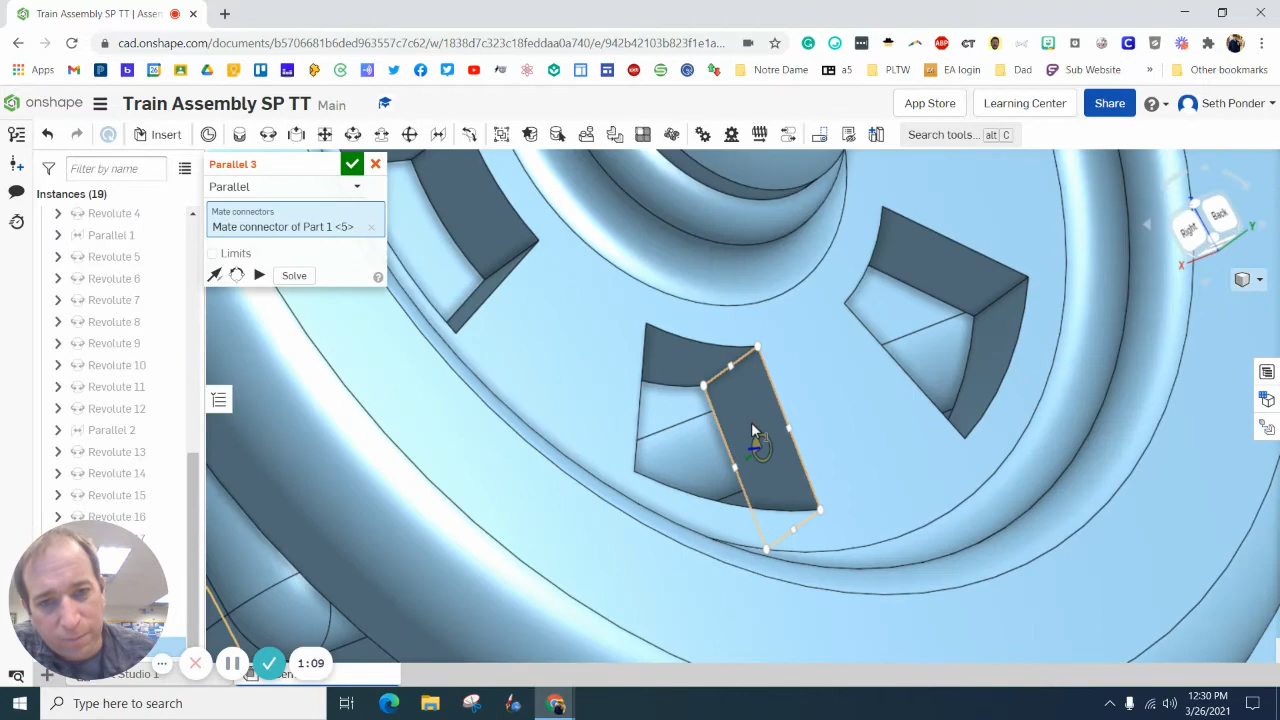 Train Assembly SP TT
cad.onshape.com/documents/b5706681b6ded963557c7c62/w/1838d7c323c18feddaa0a740/e/942b42103b823f1e4a...
ABP CT
Apps a5 Notre Dame PLTW EA login Dad Sub Website » Other bookmarks
onshape Train Assembly SP TT Main App Store Learning Center Share Seth Ponder
Insert Search tools... alt C
Filter by name
Instances (19)
Revolute 4
Parallel 1
Revolute 5
Revolute 6
Revolute 7
Revolute 8
Revolute 9
Revolute 10
Revolute 11
Revolute 12
Parallel 2
Revolute 13
Revolute 14
Revolute 15
Revolute 16
Parallel 3
Parallel
Mate connectors
Mate connector of Part 1 <5>
Limits
Solve
Right Back
X Y
1:09
Type here to search
12:30 PM
3/26/2021